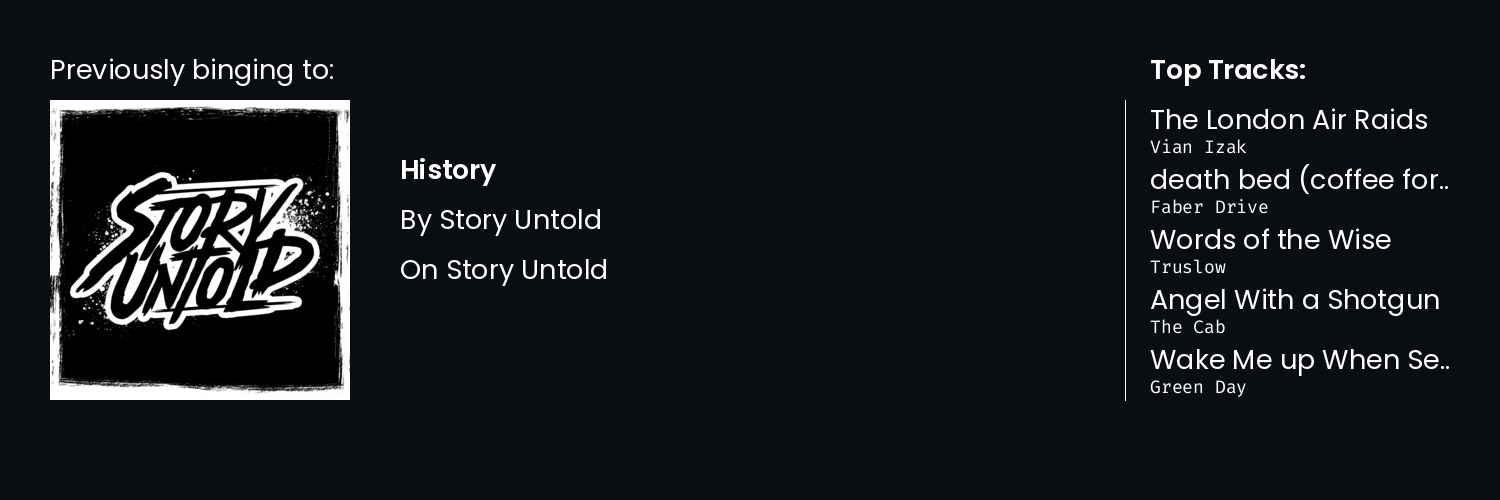 Previously binging to:
STORY
UNTOLD
History
By Story Untold
On Story Untold
Top Tracks:
The London Air Raids
Vian Izak
death bed (coffee for..
Faber Drive
Words of the Wise
Truslow
Angel With a Shotgun
The Cab
Wake Me up When Se..
Green Day